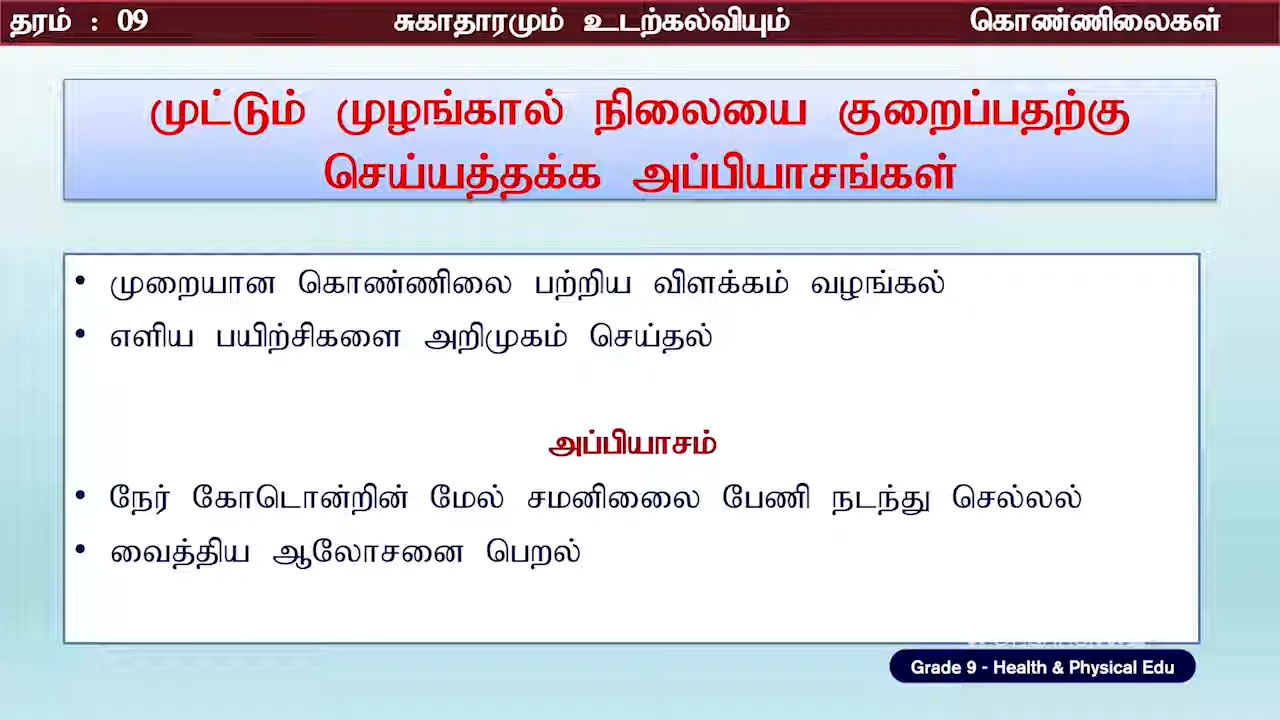 தரம் : 09 சுகாதாரமும் உடற்கல்வியும் கொண்ணிலைகள்
முட்டும் முழங்கால் நிலையை குறைப்பதற்கு
செய்யத்தக்க அப்பியாசங்கள்
• முறையான கொண்ணிலை பற்றிய விளக்கம் வழங்கல்
• எளிய பயிற்சிகளை அறிமுகம் செய்தல்
அப்பியாசம்
• நேர் கோடொன்றின் மேல் சமனிலை பேணி நடந்து செல்லல்
• வைத்திய ஆலோசனை பெறல்
Grade 9 - Health & Physical Edu